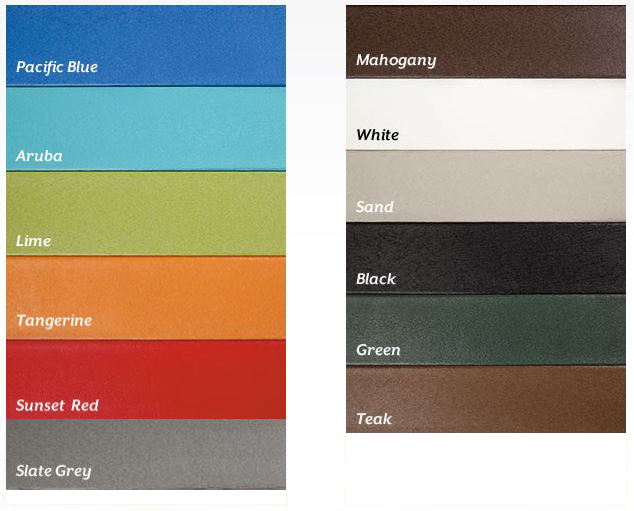 Pacific Blue
Aruba
Lime
Tangerine
Sunset Red
Slate Grey
Mahogany
White
Sand
Black
Green
Teak